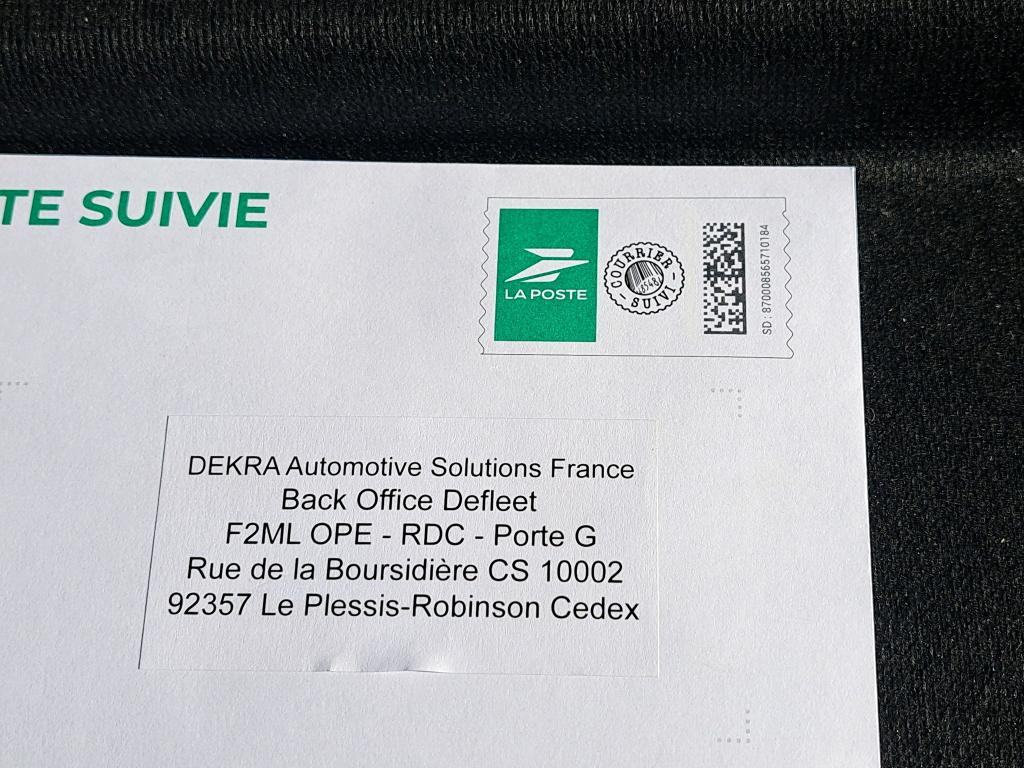 TE SUIVIE
LA POSTE
COURRIER
SUIVI
SD : 870008565710184
DEKRA Automotive Solutions France
Back Office Defleet
F2ML OPE - RDC - Porte G
Rue de la Boursidière CS 10002
92357 Le Plessis-Robinson Cedex